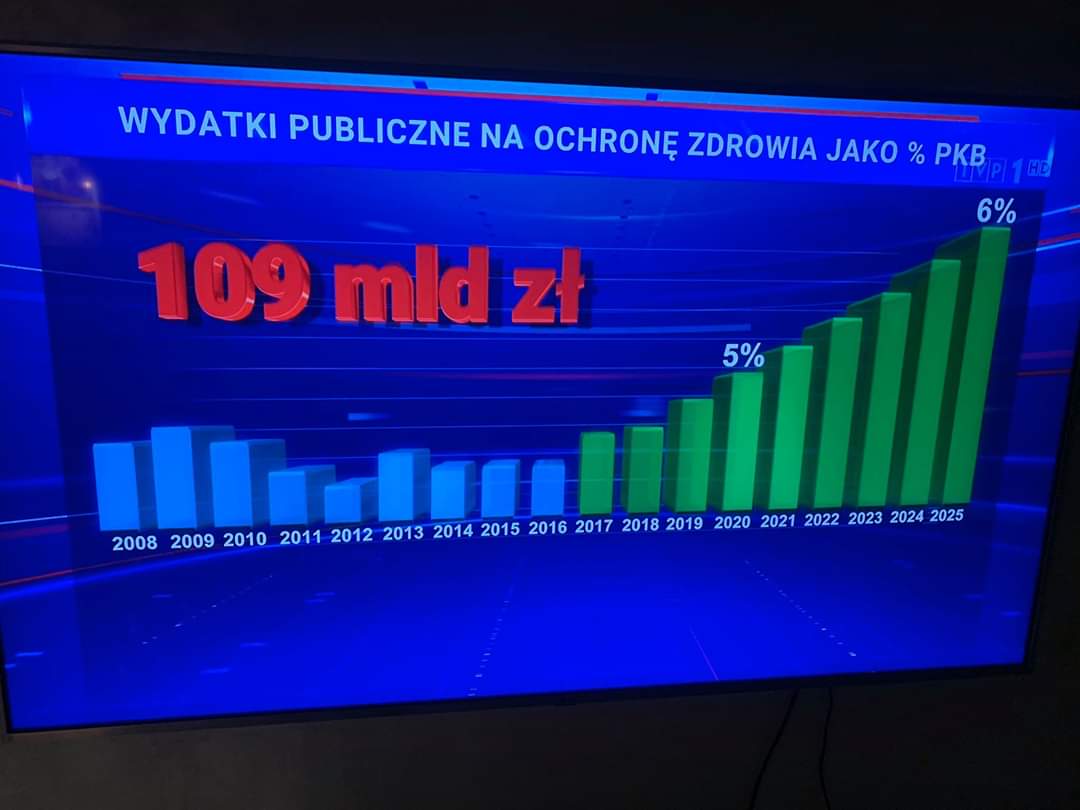 WYDATKI PUBLICZNE NA OCHRONĘ ZDROWIA JAKO % PKB
TVP 1 HD
6%
109 mld zł
5%
2008 2009 2010 2011 2012 2013 2014 2015 2016 2017 2018 2019 2020 2021 2022 2023 2024 2025